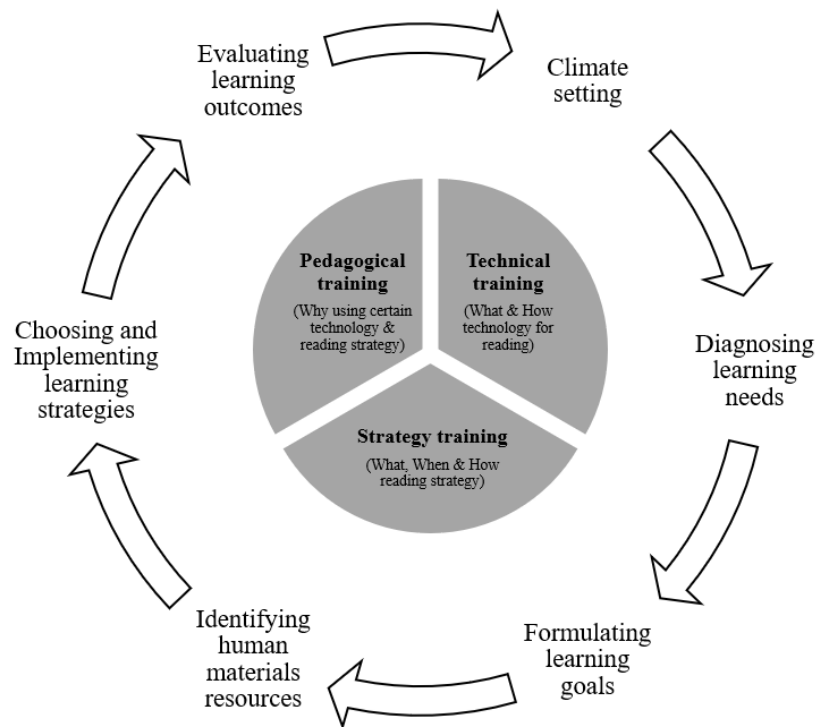 Evaluating
learning
outcomes
Climate
setting
Pedagogical
training
(Why using certain
technology &
reading strategy)
Technical
training
(What & How
technology for
reading)
Choosing and
Implementing
learning
strategies
Diagnosing
learning
needs
Strategy training
(What, When & How
reading strategy)
Identifying
human
materials
resources
Formulating
learning
goals